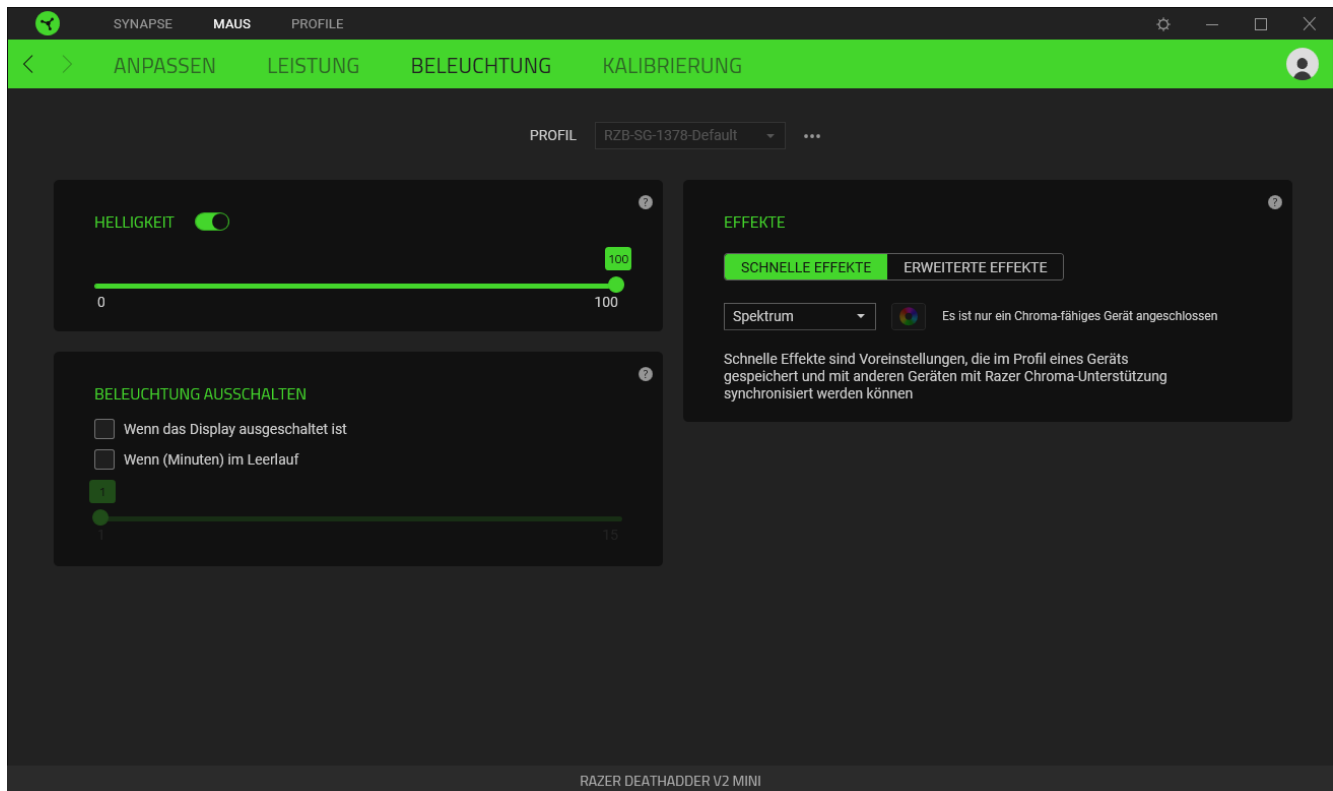 SYNAPSE MAUS PROFILE
ANPASSEN LEISTUNG BELEUCHTUNG KALIBRIERUNG
PROFIL RZB-SG-1378-Default
HELLIGKEIT
100
0 100
BELEUCHTUNG AUSSCHALTEN
Wenn das Display ausgeschaltet ist
Wenn (Minuten) im Leerlauf
1
1 15
EFFEKTE
SCHNELLE EFFEKTE ERWEITERTE EFFEKTE
Spektrum Es ist nur ein Chroma-fähiges Gerät angeschlossen
Schnelle Effekte sind Voreinstellungen, die im Profil eines Geräts
gespeichert und mit anderen Geräten mit Razer Chroma-Unterstützung
synchronisiert werden können
RAZER DEATHADDER V2 MINI